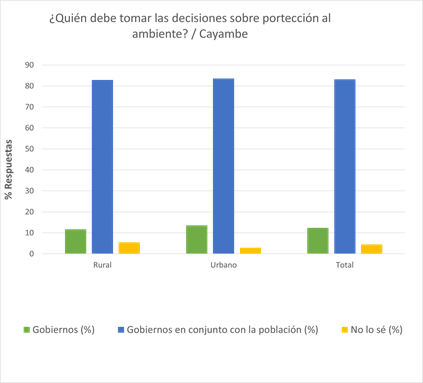 ¿Quién debe tomar las decisiones sobre portección al
ambiente? / Cayambe
% Respuestas
90
80
70
60
50
40
30
20
10
0
Rural
Urbano
Total
Gobiernos (%)
Gobiernos en conjunto con la población (%)
No lo sé (%)